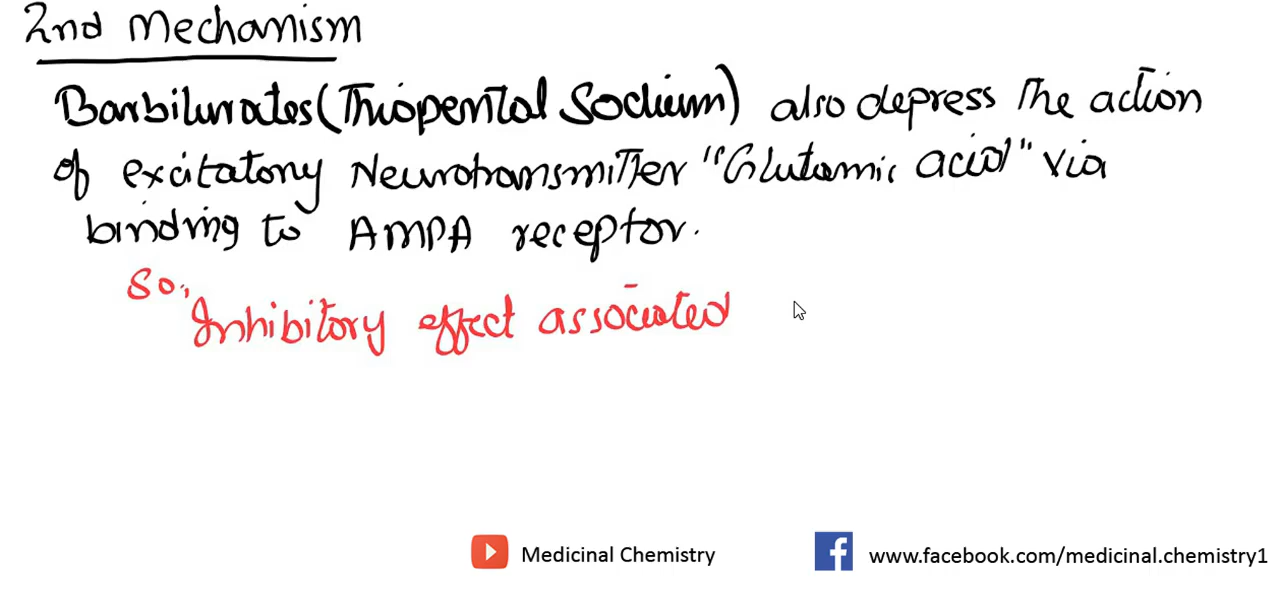 2nd Mechanism
Barbiturates (Thiopental Sodium) also depress The action
of excitatory Neurotransmitter "Glutamic acid" via
binding to AMPA receptor.
So,
Inhibitory effect associated
Medicinal Chemistry
www.facebook.com/medicinal.chemistry1